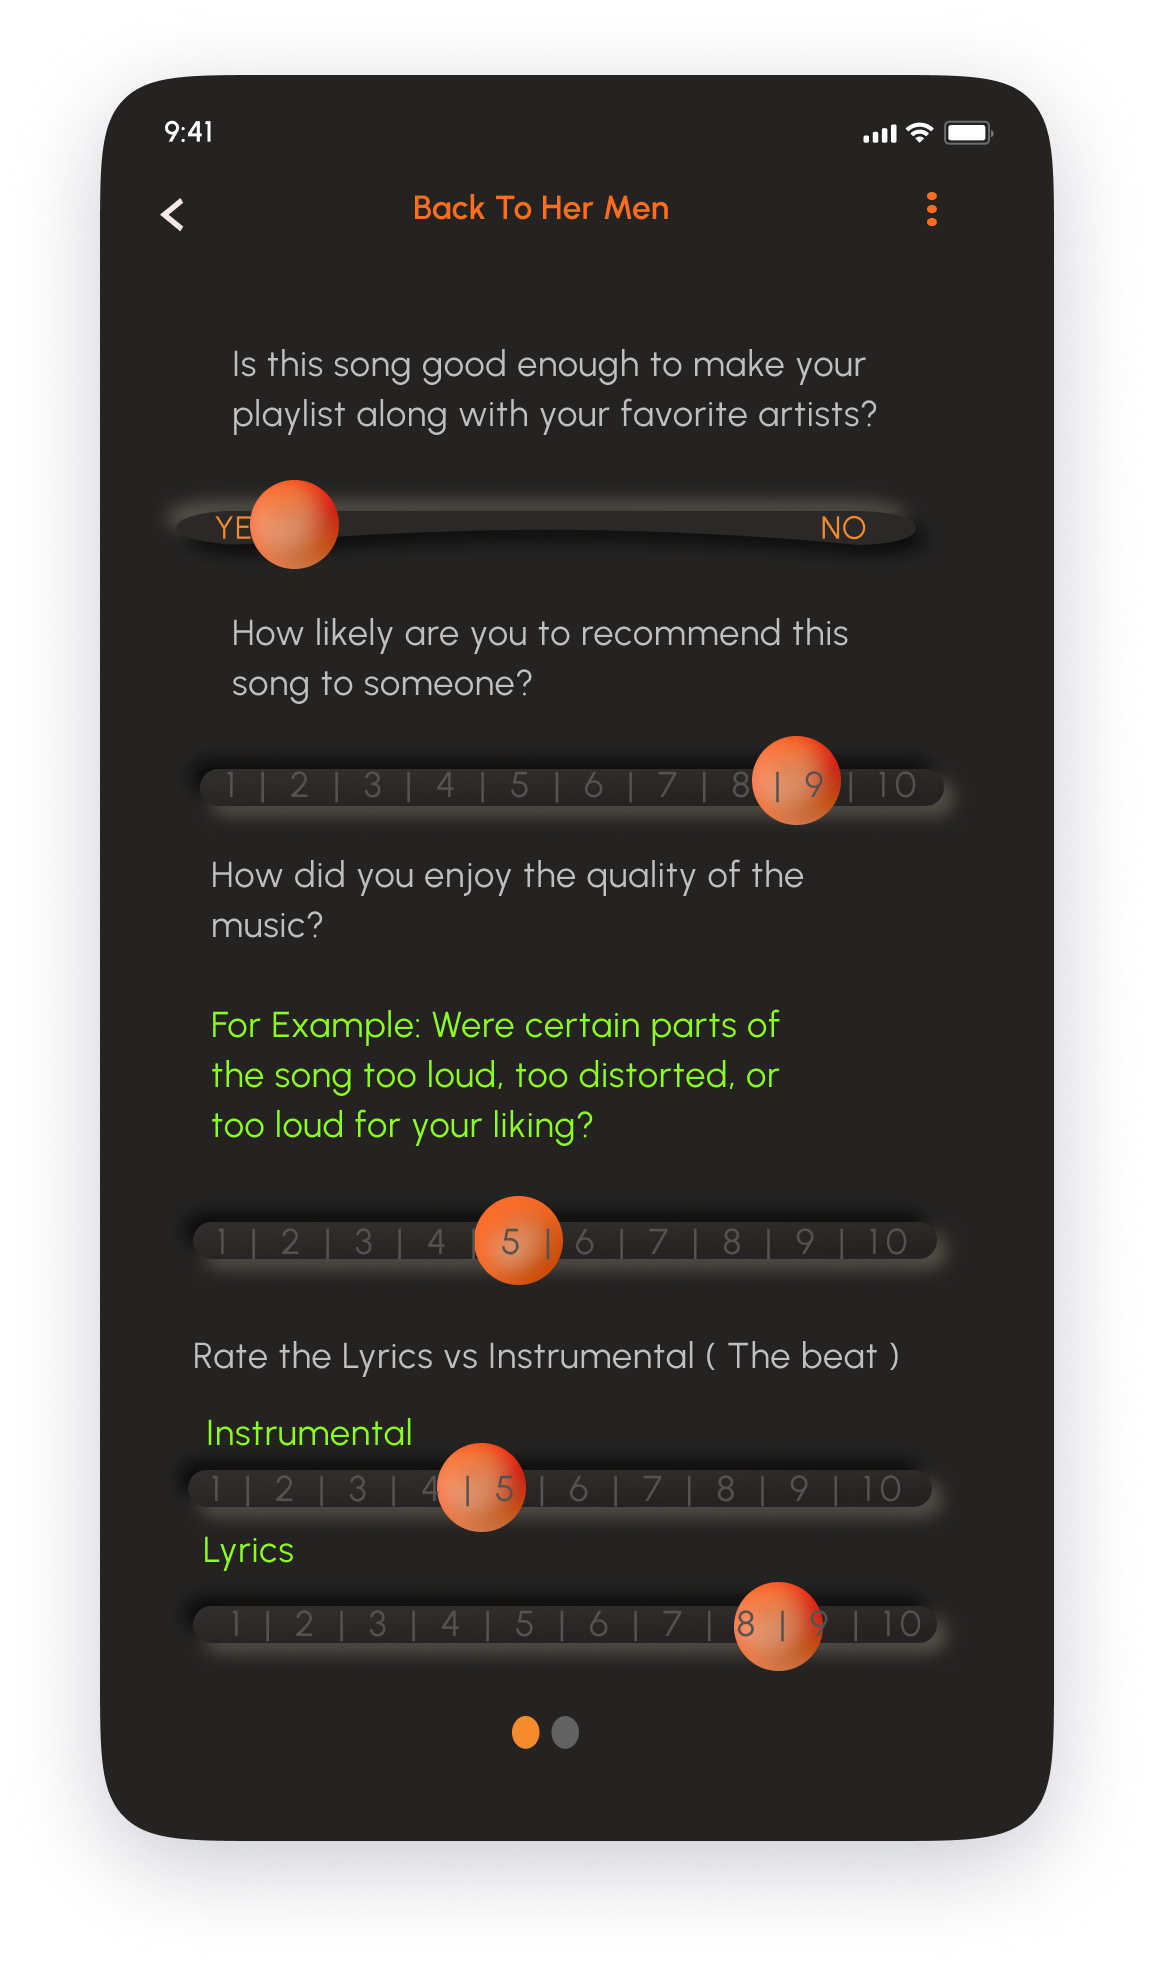 9:41
Back To Her Men
Is this song good enough to make your
playlist along with your favorite artists?
YE NO
How likely are you to recommend this
song to someone?
1 | 2 | 3 | 4 | 5 | 6 | 7 | 8 | 9 | 10
How did you enjoy the quality of the
music?
For Example: Were certain parts of
the song too loud, too distorted, or
too loud for your liking?
1 | 2 | 3 | 4 | 5 | 6 | 7 | 8 | 9 | 10
Rate the Lyrics vs Instrumental ( The beat )
Instrumental
1 | 2 | 3 | 4 | 5 | 6 | 7 | 8 | 9 | 10
Lyrics
1 | 2 | 3 | 4 | 5 | 6 | 7 | 8 | 9 | 10